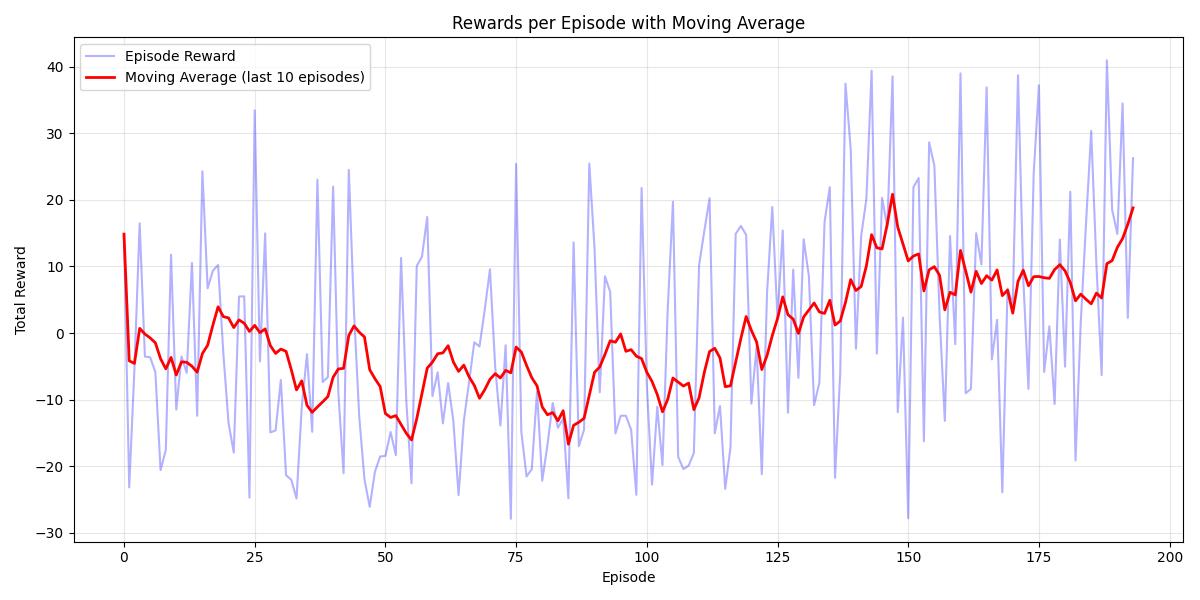 Rewards per Episode with Moving Average
Episode Reward
Moving Average (last 10 episodes)
Total Reward
40
30
20
10
0
−10
−20
−30
0 25 50 75 100 125 150 175 200
Episode